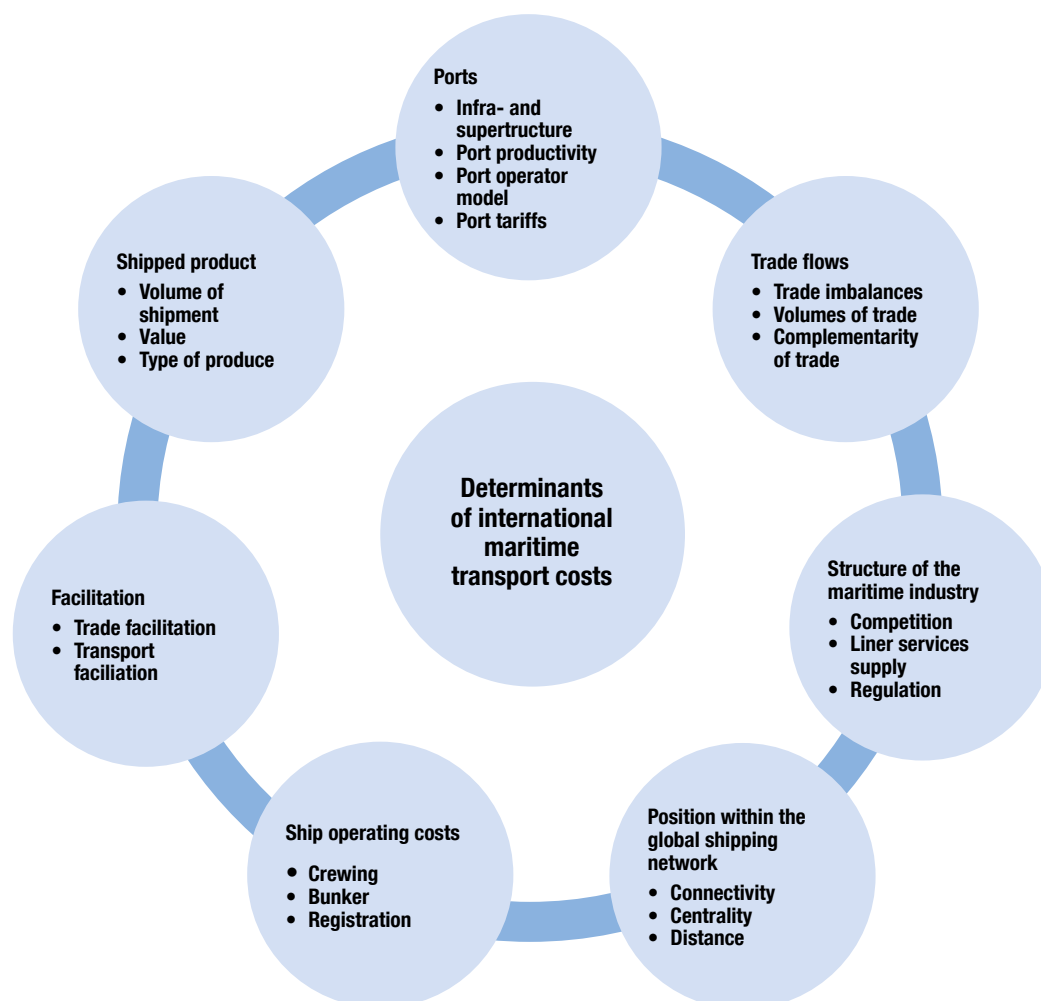 Ports
• Infra- and
supertructure
• Port productivity
• Port operator
model
• Port tariffs
Trade flows
• Trade imbalances
• Volumes of trade
• Complementarity
of trade
Structure of the
maritime industry
• Competition
• Liner services
supply
• Regulation
Position within the
global shipping
network
• Connectivity
• Centrality
• Distance
Ship operating costs
• Crewing
• Bunker
• Registration
Facilitation
• Trade facilitation
• Transport
faciliation
Shipped product
• Volume of
shipment
• Value
• Type of produce
Determinants
of international
maritime
transport costs